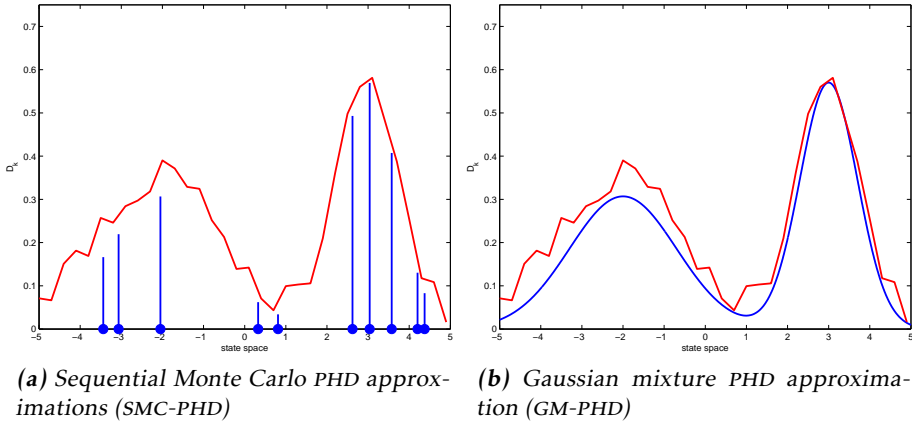 0.7
0.6
0.5
0.4
0.3
0.2
0.1
0
D_k
−5 −4 −3 −2 −1 0 1 2 3 4 5
state space
0.7
0.6
0.5
0.4
0.3
0.2
0.1
0
D_k
−5 −4 −3 −2 −1 0 1 2 3 4 5
state space
(a) Sequential Monte Carlo PHD approx-
imations (SMC-PHD)
(b) Gaussian mixture PHD approxima-
tion (GM-PHD)